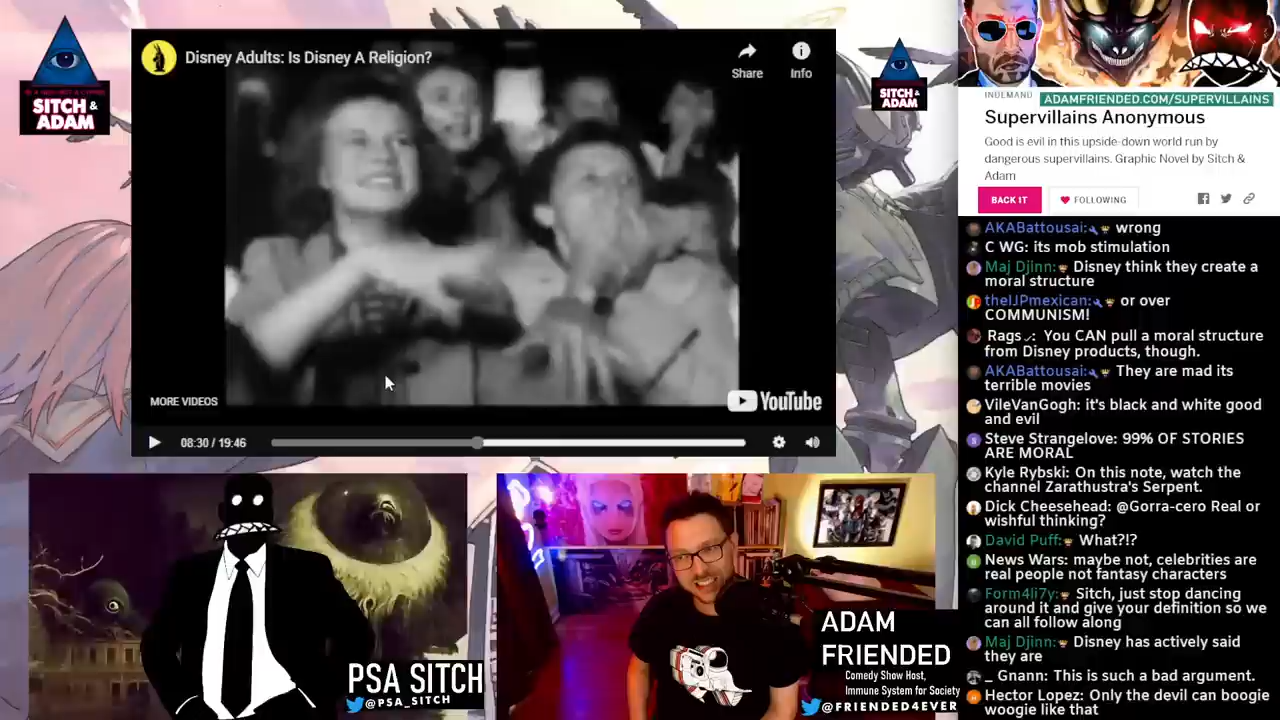 Disney Adults: Is Disney A Religion?
Share
Info
MORE VIDEOS
YouTube
08:30 / 19:46
SITCH &
ADAM
SITCH &
ADAM
INDEMAND
ADAMFRIENDED.COM/SUPERVILLAINS
Supervillains Anonymous
Good is evil in this upside-down world run by
dangerous supervillains. Graphic Novel by Sitch &
Adam
BACK IT
FOLLOWING
AKABattousai: wrong
C WG: its mob stimulation
Maj Djinn: Disney think they create a
moral structure
theIJPmexican: or over
COMMUNISM!
Rags✓: You CAN pull a moral structure
from Disney products, though.
AKABattousai: They are mad its
terrible movies
VileVanGogh: it's black and white good
and evil
Steve Strangelove: 99% OF STORIES
ARE MORAL
Kyle Rybski: On this note, watch the
channel Zarathustra's Serpent.
Dick Cheesehead: @Gorra-cero Real or
wishful thinking?
David Puff: What?!?
News Wars: maybe not, celebrities are
real people not fantasy characters
Form4li7y: Sitch, just stop dancing
around it and give your definition so we
can all follow along
Maj Djinn: Disney has actively said
they are
_ Gnann: This is such a bad argument.
Hector Lopez: Only the devil can boogie
woogie like that
PSA SITCH
@PSA_SITCH
ADAM
FRIENDED
Comedy Show Host,
Immune System for Society
@FRIENDED4EVER